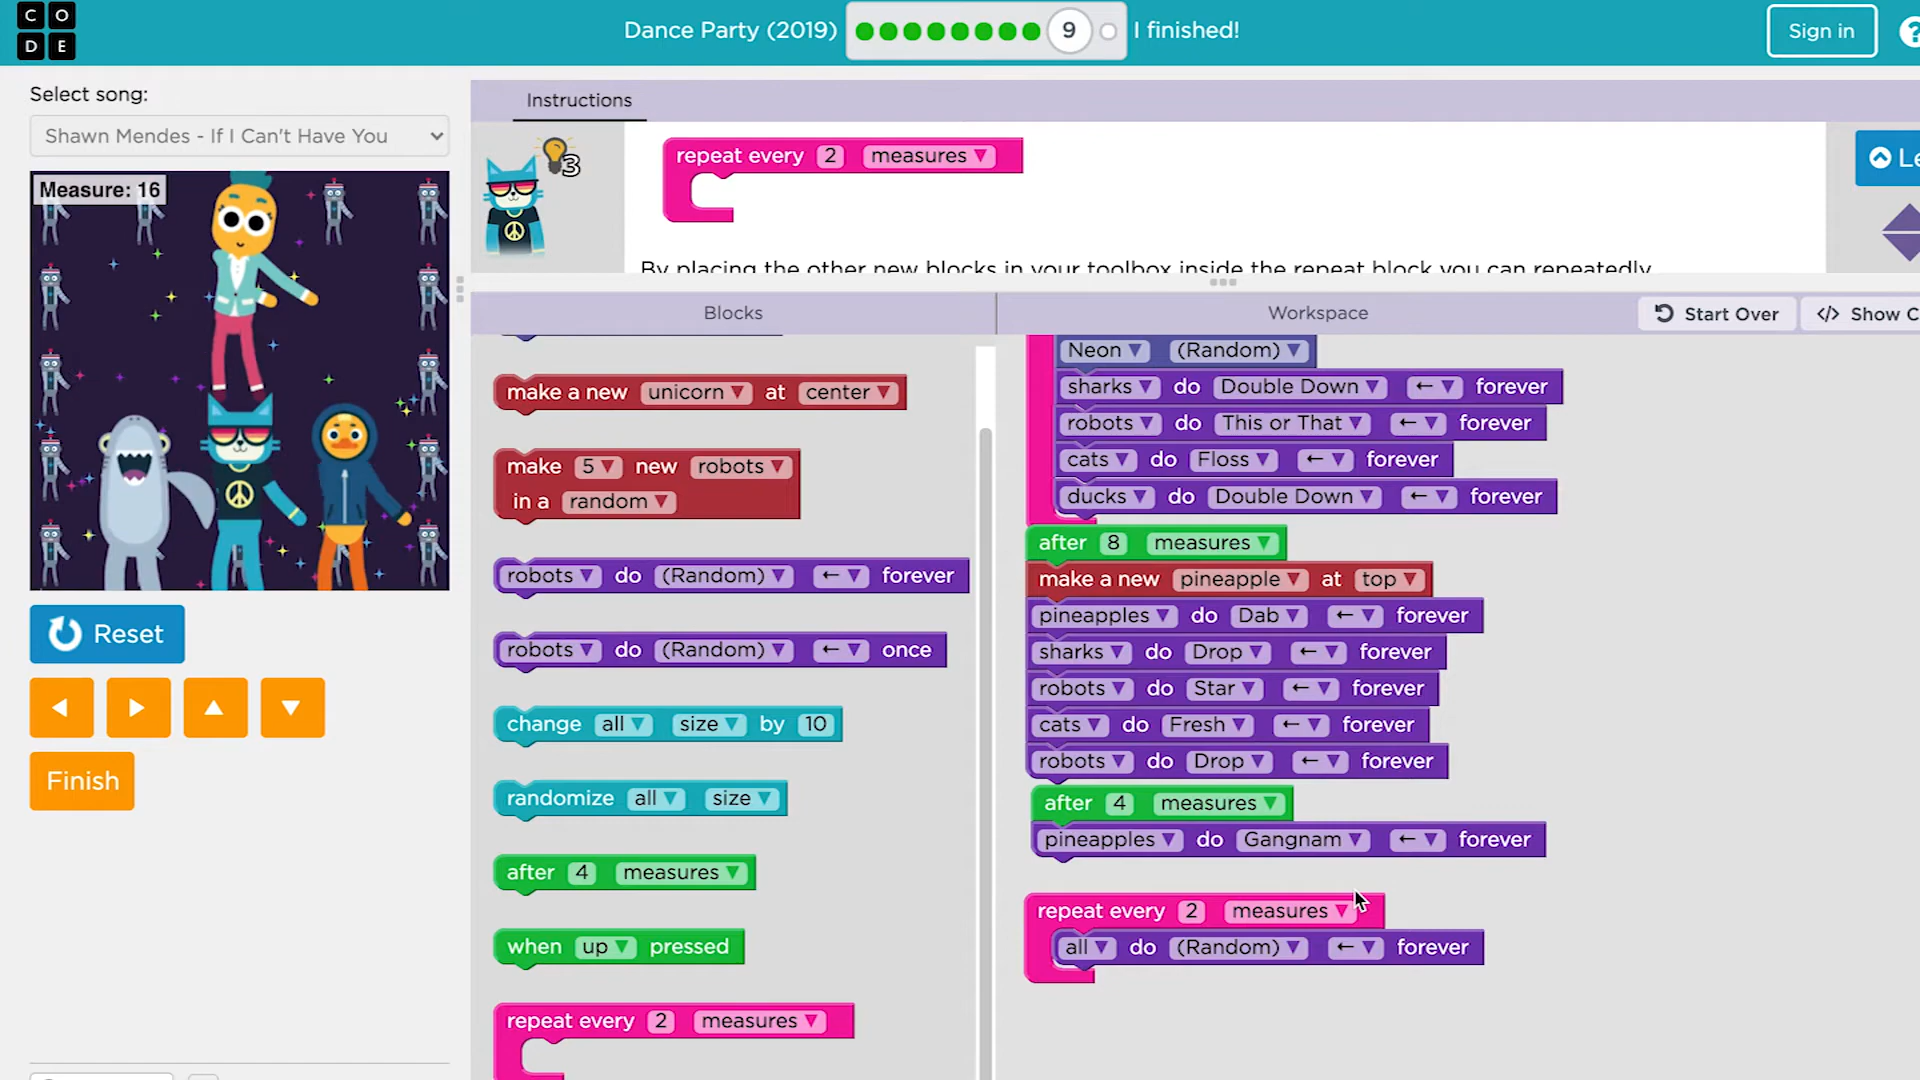 CO
DE
Dance Party (2019)
9
I finished!
Sign in
?
Select song:
Shawn Mendes - If I Can't Have You
Measure: 16
Reset
Finish
Instructions
3
repeat every 2 measures
By placing the other new blocks in your toolbox inside the repeat block you can repeatedly
Le
Blocks
Workspace
Start Over
</> Show C
make a new unicorn at center
make 5 new robots
in a random
robots do (Random) ← forever
robots do (Random) ← once
change all size by 10
randomize all size
after 4 measures
when up pressed
repeat every 2 measures
Neon (Random)
sharks do Double Down ← forever
robots do This or That ← forever
cats do Floss ← forever
ducks do Double Down ← forever
after 8 measures
make a new pineapple at top
pineapples do Dab ← forever
sharks do Drop ← forever
robots do Star ← forever
cats do Fresh ← forever
robots do Drop ← forever
after 4 measures
pineapples do Gangnam ← forever
repeat every 2 measures
all do (Random) ← forever